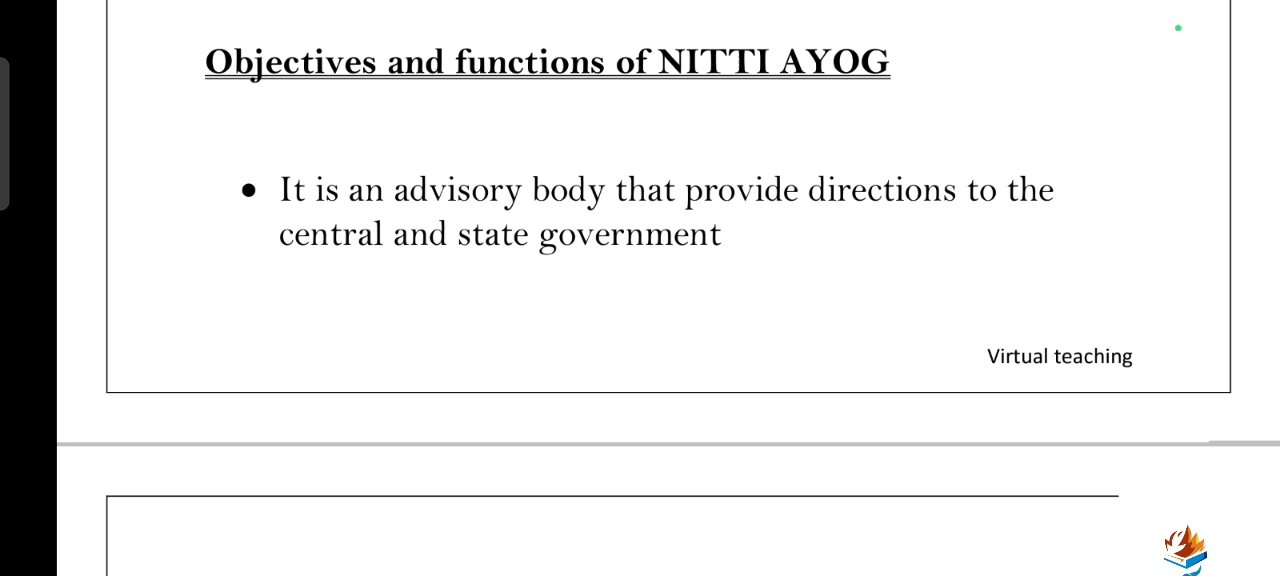 Objectives and functions of NITTI AYOG
● It is an advisory body that provide directions to the
central and state government
Virtual teaching